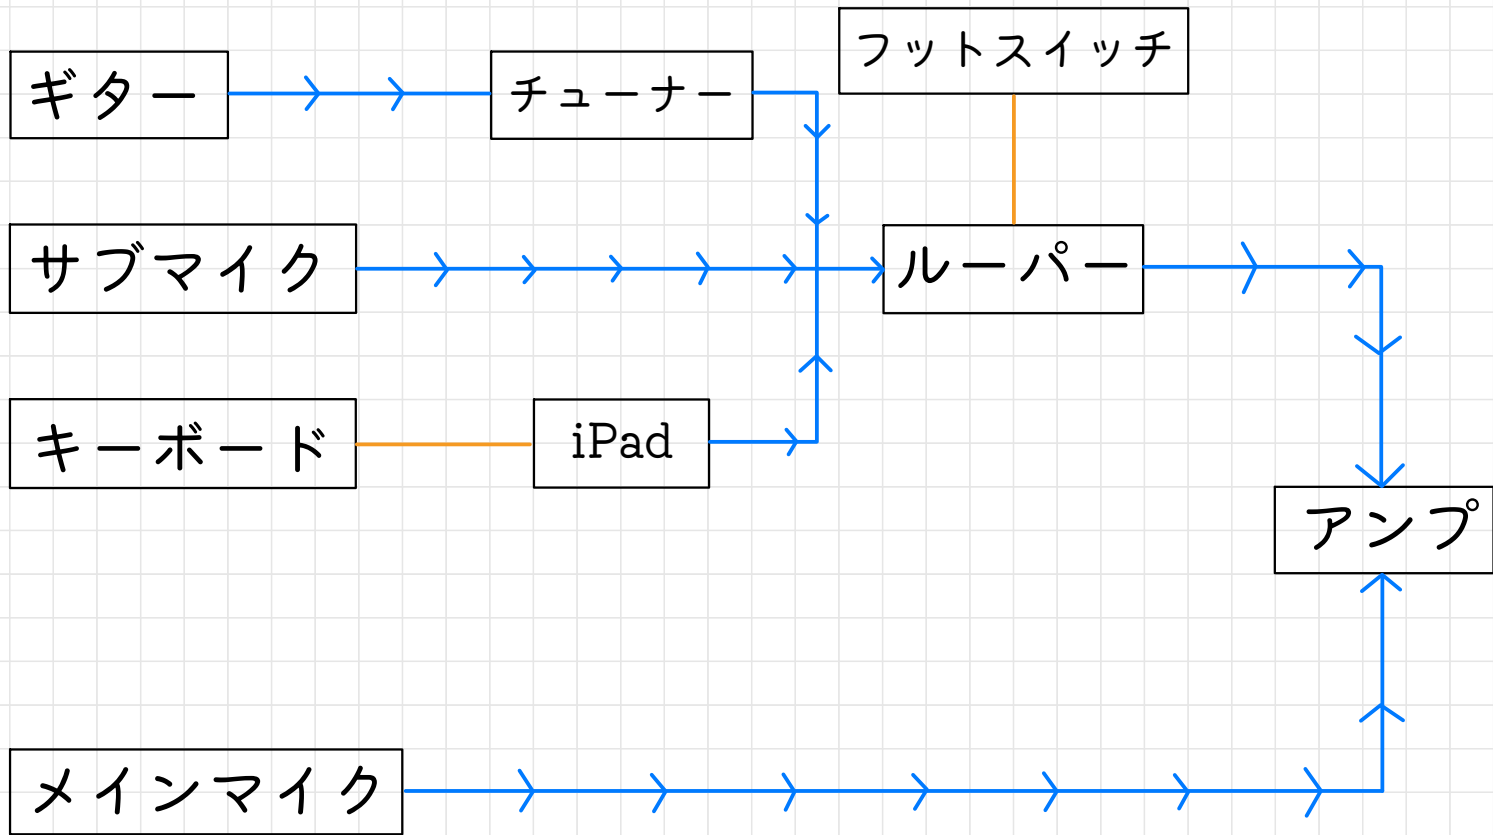 フットスイッチ
ギター
チューナー
サブマイク
ルーパー
キーボード
iPad
アンプ
メインマイク